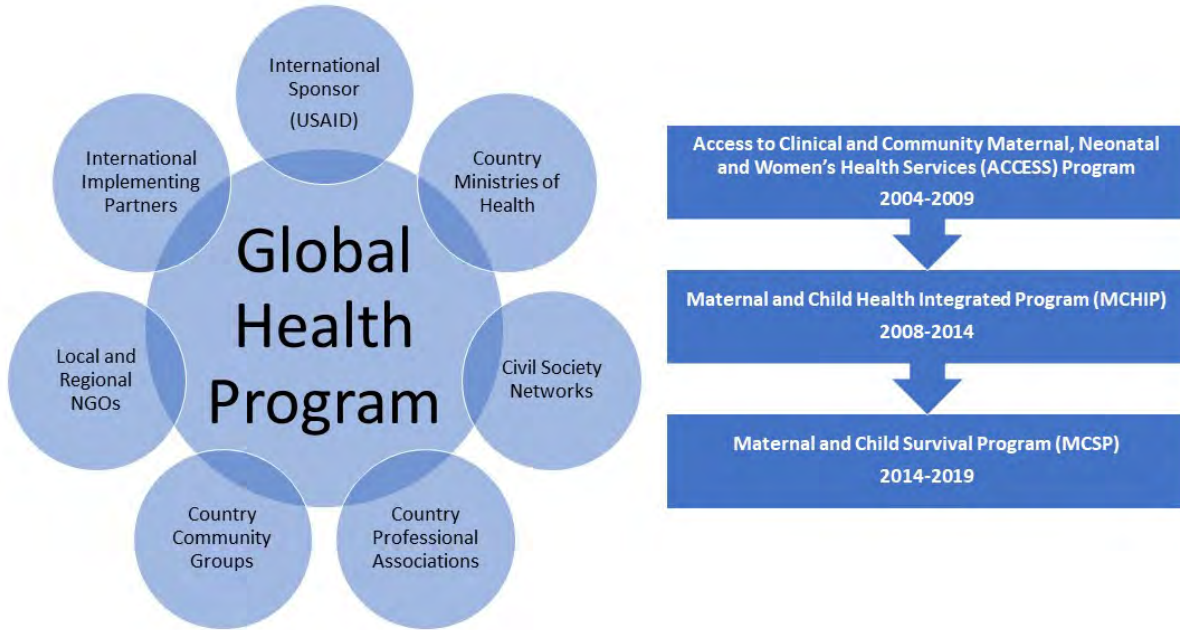 International
Sponsor
(USAID)
Country
Ministries of
Health
Civil Society
Networks
Country
Professional
Associations
Country
Community
Groups
Local and
Regional
NGOs
International
Implementing
Partners
Global
Health
Program
Access to Clinical and Community Maternal, Neonatal
and Women's Health Services (ACCESS) Program
2004-2009
Maternal and Child Health Integrated Program (MCHIP)
2008-2014
Maternal and Child Survival Program (MCSP)
2014-2019